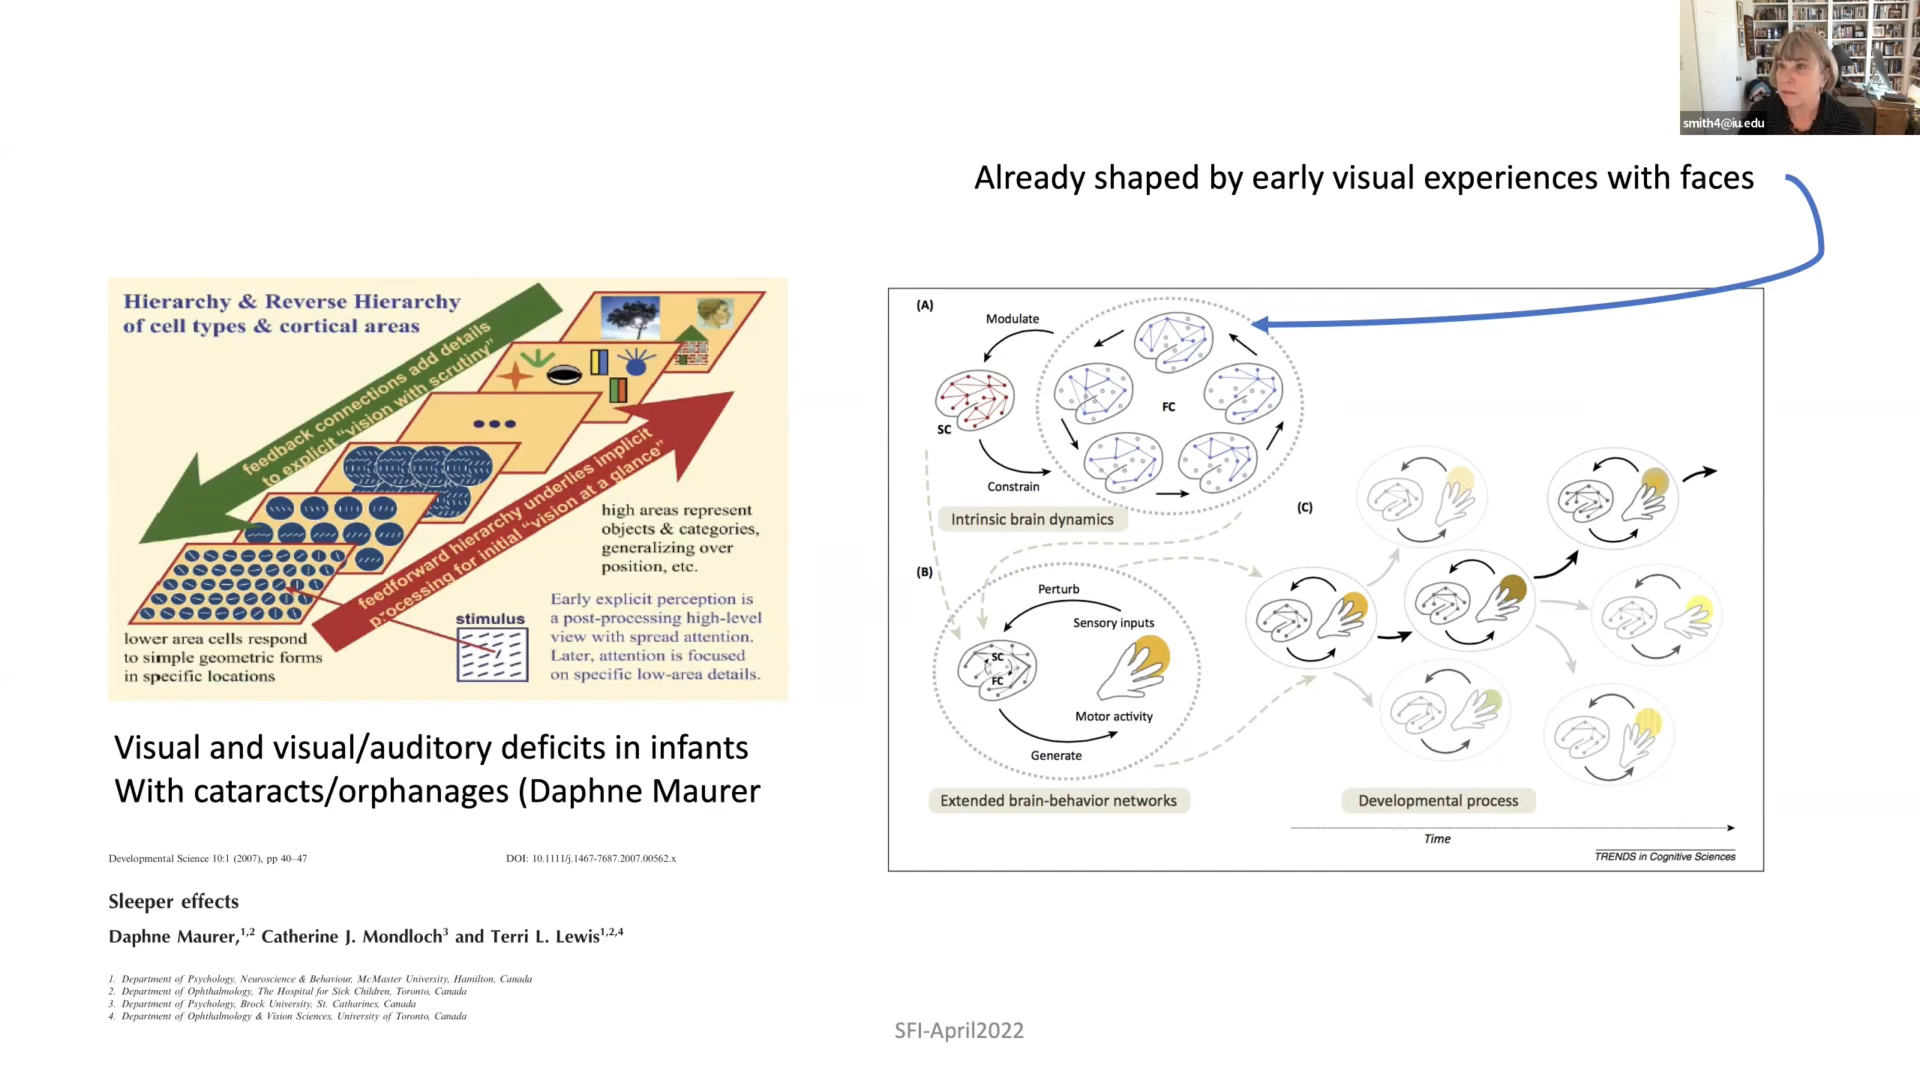 smith4@iu.edu
Already shaped by early visual experiences with faces
Hierarchy & Reverse Hierarchy
of cell types & cortical areas
feedback connections add details
to explicit “vision with scrutiny”
feedforward hierarchy underlies implicit
processing for initial “vision at a glance”
high areas represent
objects & categories,
generalizing over
position, etc.
lower area cells respond
to simple geometric forms
in specific locations
stimulus
Early explicit perception is
a post-processing high-level
view with spread attention.
Later, attention is focused
on specific low-area details.
Visual and visual/auditory deficits in infants
With cataracts/orphanages (Daphne Maurer
Developmental Science 10:1 (2007), pp 40–47
DOI: 10.1111/j.1467-7687.2007.00562.x
Sleeper effects
Daphne Maurer,1,2 Catherine J. Mondloch3 and Terri L. Lewis1,2,4
1. Department of Psychology, Neuroscience & Behaviour, McMaster University, Hamilton, Canada
2. Department of Ophthalmology, The Hospital for Sick Children, Toronto, Canada
3. Department of Psychology, Brock University, St. Catharines, Canada
4. Department of Ophthalmology & Vision Sciences, University of Toronto, Canada
(A)
Modulate
SC
FC
Constrain
Intrinsic brain dynamics
(B)
Perturb
Sensory inputs
SC
FC
Motor activity
Generate
Extended brain-behavior networks
(C)
Developmental process
Time
TRENDS in Cognitive Sciences
SFI-April2022